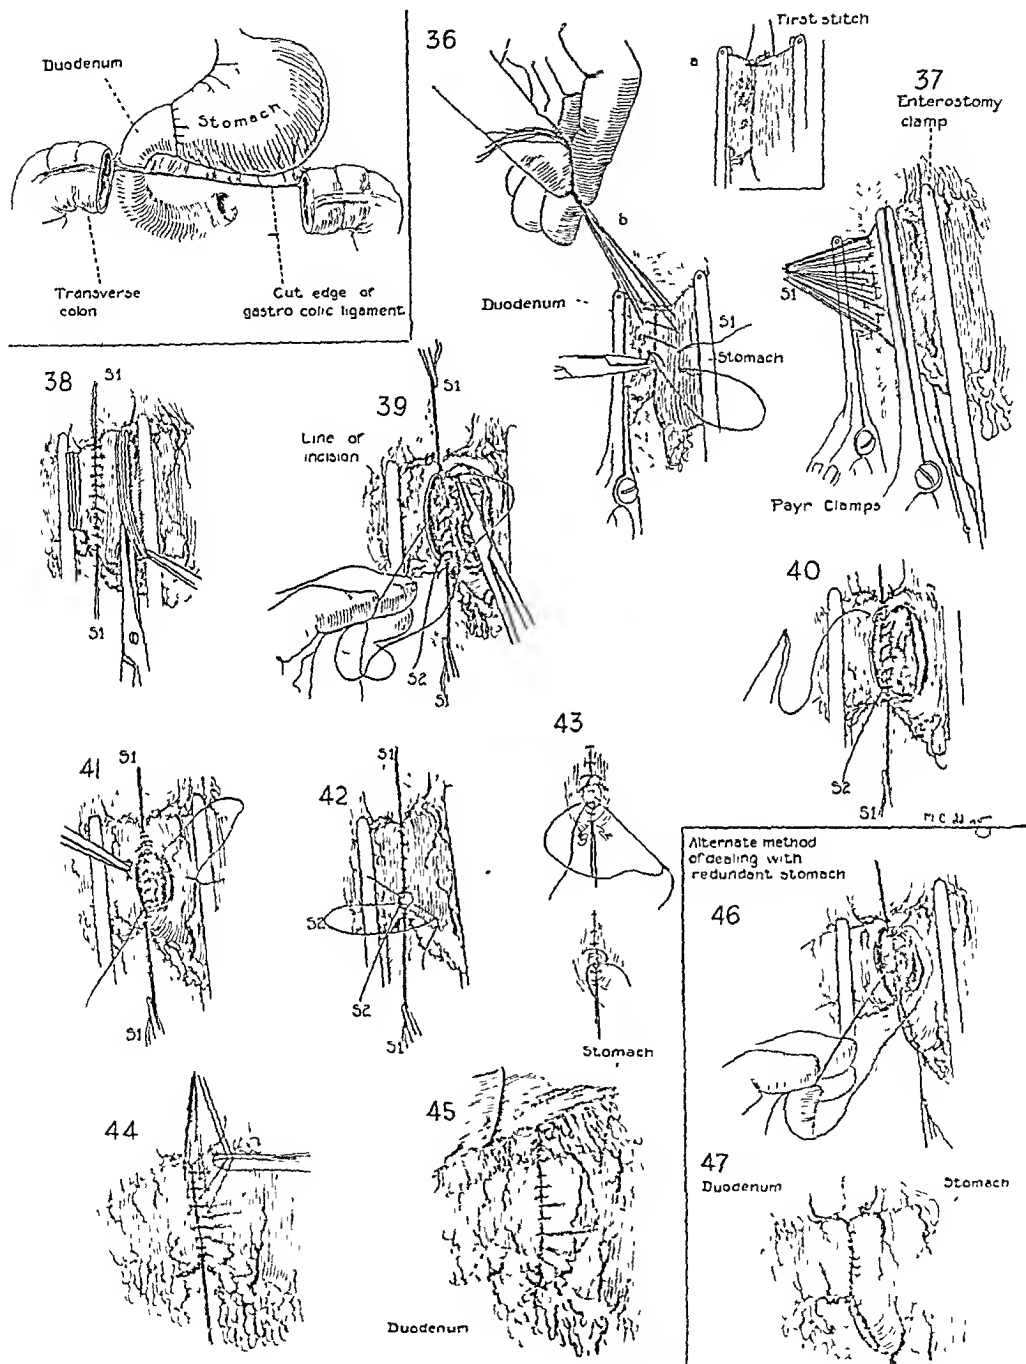 Duodenum
Stomach
Transverse
colon
Cut edge of
gastro colic ligament
36
First stitch
a
b
Duodenum
S1
Stomach
37
Enterostomy
clamp
S1
Payr Clamps
38
S1
S1
39
S1
Line of
incision
S2
S1
40
S2
S1
41
S1
S1
42
S1
S2
S2
S1
43
Stomach
44
45
Duodenum
Alternate method
of dealing with
redundant stomach
46
47
Duodenum
Stomach